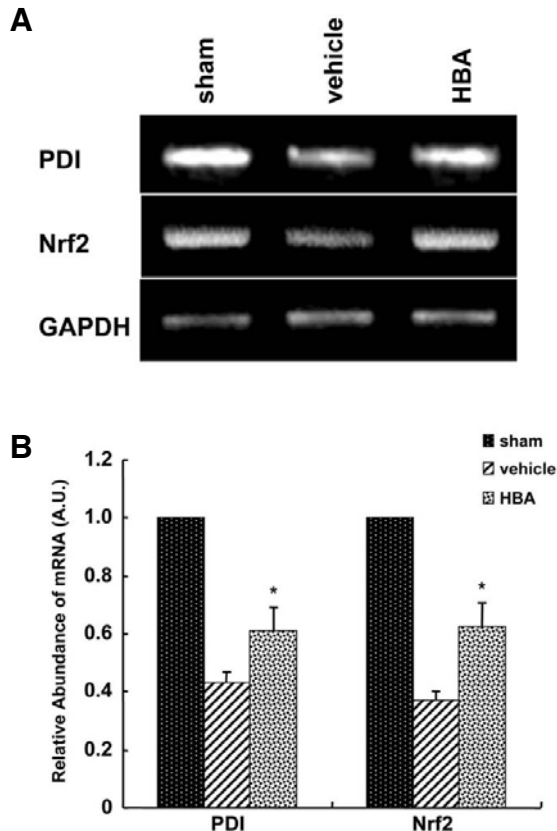 A
sham vehicle HBA
PDI
Nrf2
GAPDH
B
sham
vehicle
HBA
Relative Abundance of mRNA (A.U.)
1.2
1.0
0.8
0.6
0.4
0.2
0
* *
PDI Nrf2